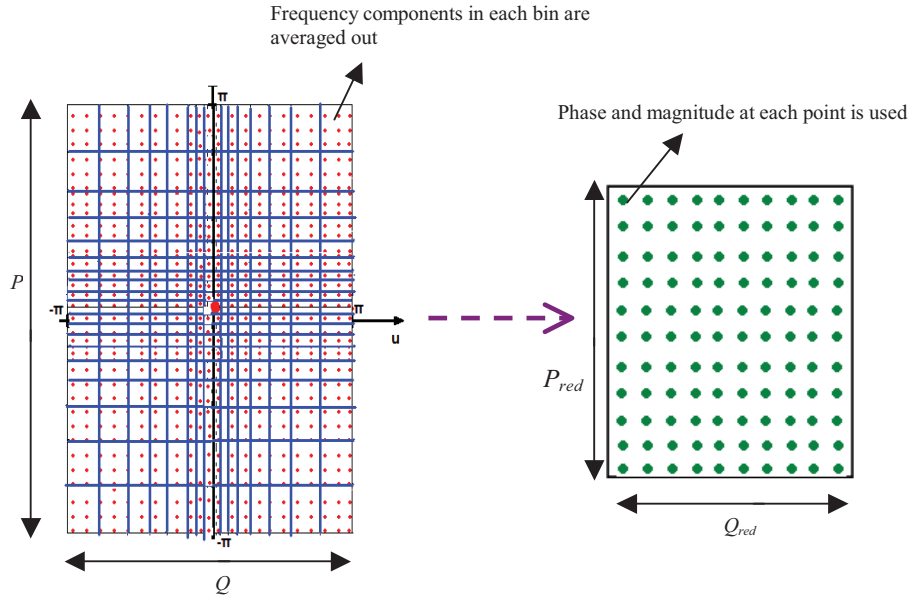 Frequency components in each bin are
averaged out
π
Phase and magnitude at each point is used
P
-π
π
u
P_red
-π
Q
Q_red